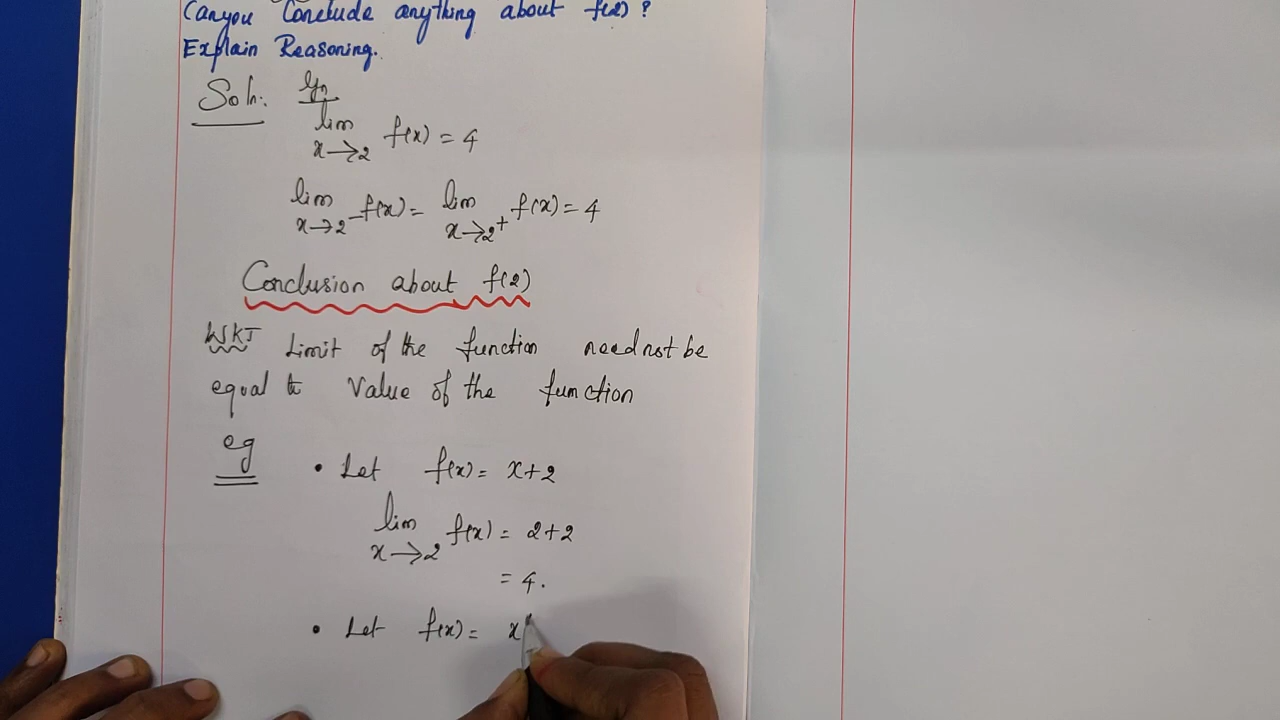 Can you Conclude anything about f(2)?
Explain Reasoning.
Soln:
Gn
lim x→2 f(x) = 4
lim x→2⁻ f(x) = lim x→2⁺ f(x) = 4
Conclusion about f(2)
WKT Limit of the function need not be
equal to Value of the function
eg • Let f(x) = x+2
lim x→2 f(x) = 2+2
= 4.
• Let f(x) = x